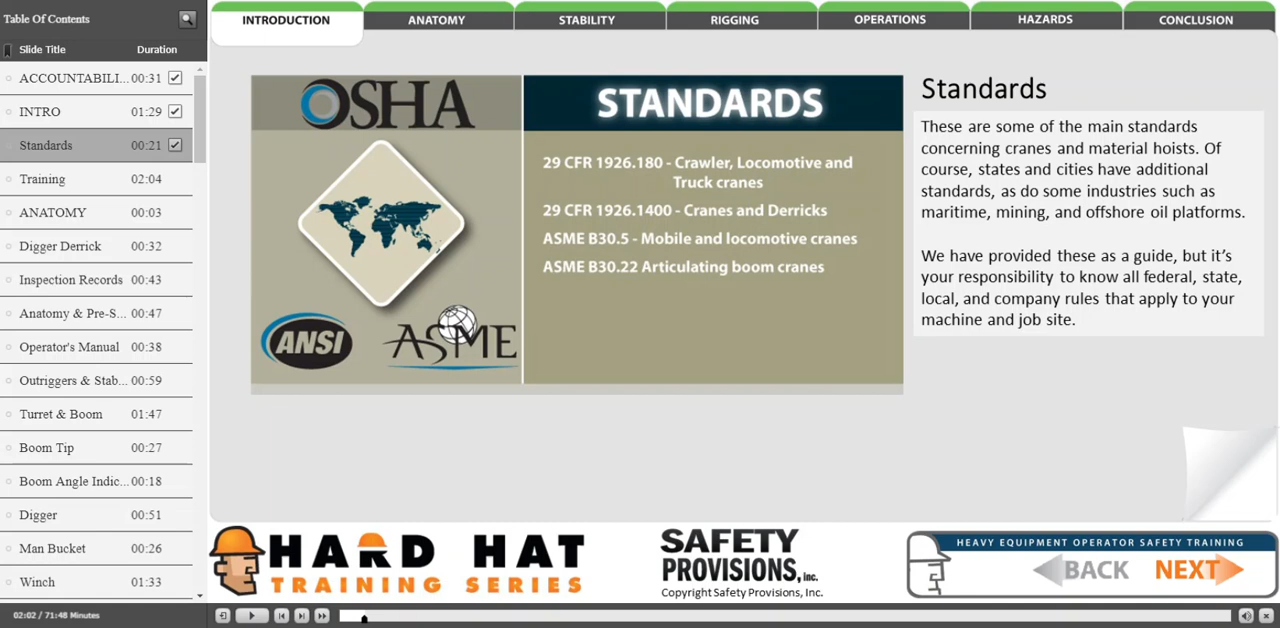 Table Of Contents
Slide Title Duration
ACCOUNTABILI... 00:31
INTRO 01:29
Standards 00:21
Training 02:04
ANATOMY 00:03
Digger Derrick 00:32
Inspection Records 00:43
Anatomy & Pre-S... 00:47
Operator's Manual 00:38
Outriggers & Stab... 00:59
Turret & Boom 01:47
Boom Tip 00:27
Boom Angle Indic... 00:18
Digger 00:51
Man Bucket 00:26
Winch 01:33
02:02 / 71:48 Minutes
INTRODUCTION ANATOMY STABILITY RIGGING OPERATIONS HAZARDS CONCLUSION
OSHA
ANSI
ASME
STANDARDS
29 CFR 1926.180 - Crawler, Locomotive and
Truck cranes
29 CFR 1926.1400 - Cranes and Derricks
ASME B30.5 - Mobile and locomotive cranes
ASME B30.22 Articulating boom cranes
Standards
These are some of the main standards
concerning cranes and material hoists. Of
course, states and cities have additional
standards, as do some industries such as
maritime, mining, and offshore oil platforms.
We have provided these as a guide, but it's
your responsibility to know all federal, state,
local, and company rules that apply to your
machine and job site.
HARD HAT
TRAINING SERIES
SAFETY
PROVISIONS, inc.
Copyright Safety Provisions, Inc.
HEAVY EQUIPMENT OPERATOR SAFETY TRAINING
BACK NEXT